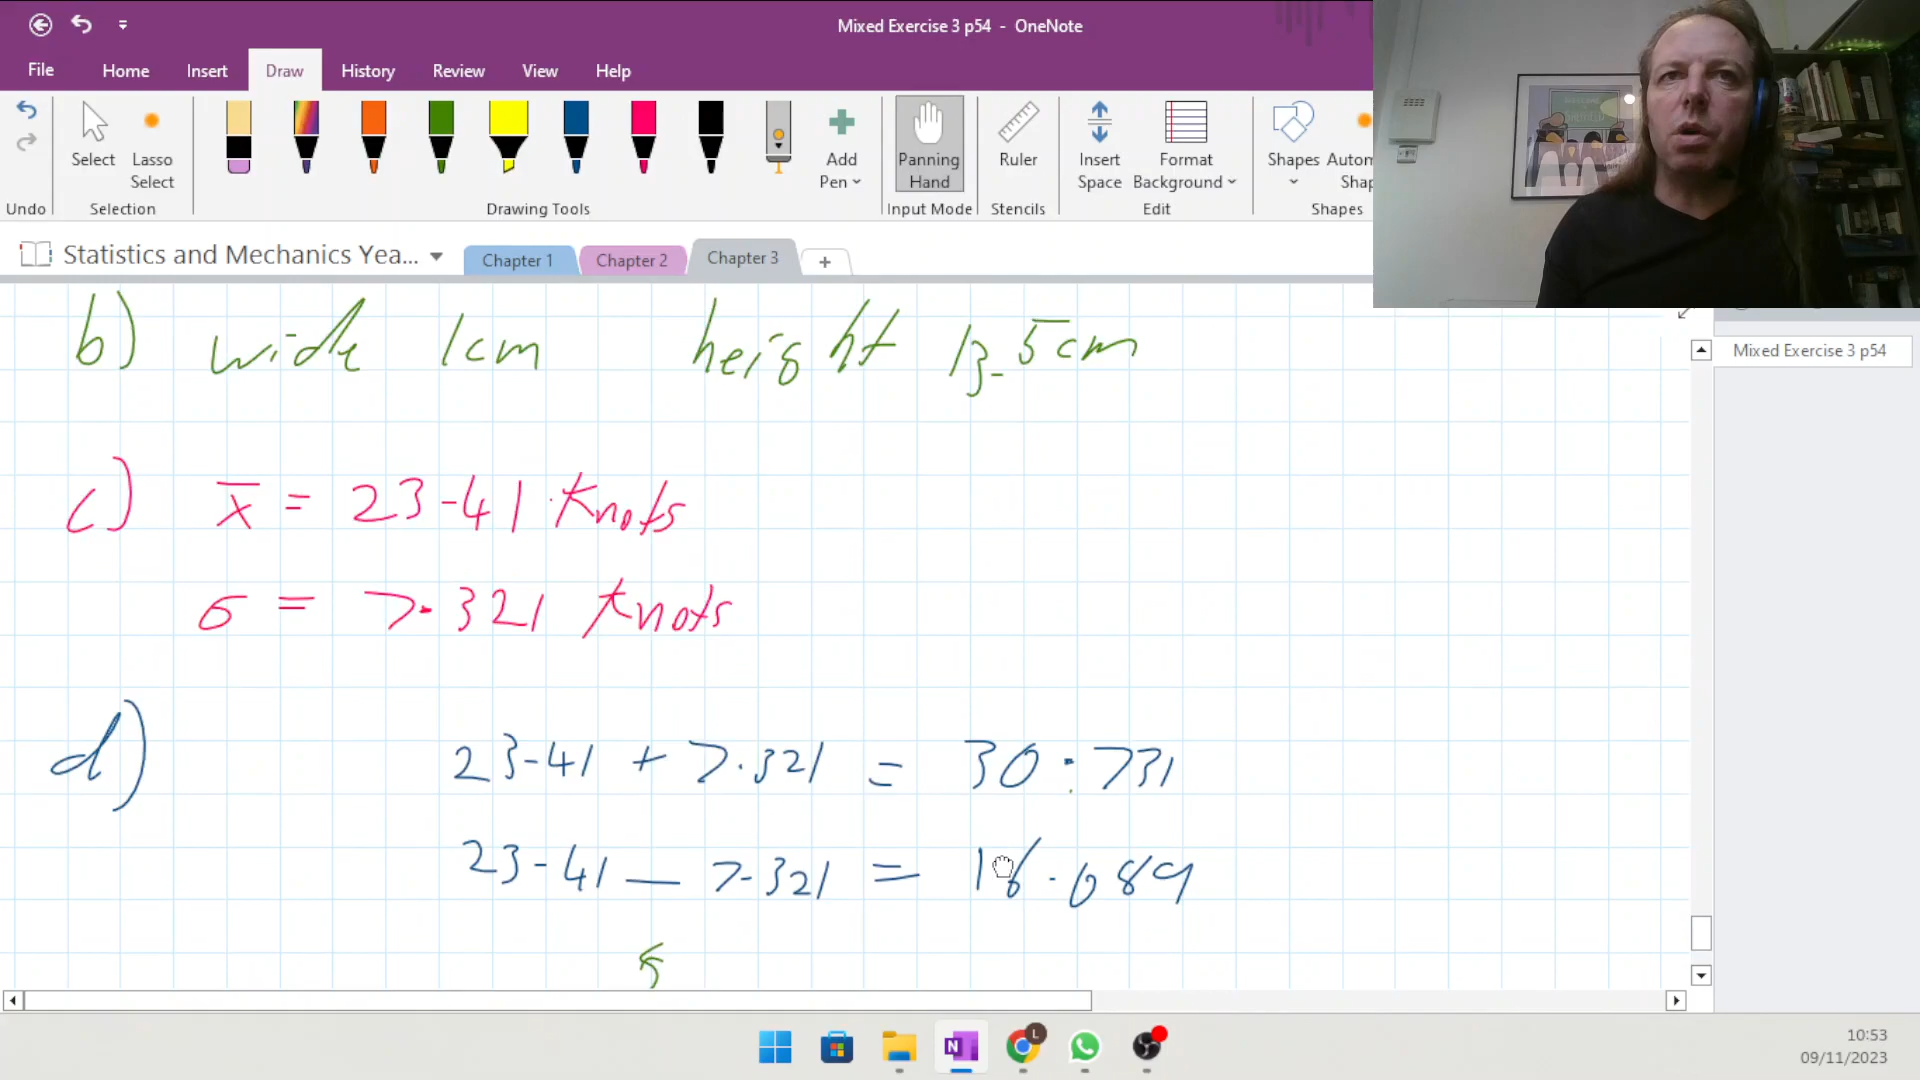 Mixed Exercise 3 p54 - OneNote
File Home Insert Draw History Review View Help
Select
Lasso Select
Add Pen
Panning Hand
Ruler
Insert Space
Format Background
Shapes
Autom Shap
Undo Selection Drawing Tools Input Mode Stencils Edit Shapes
Statistics and Mechanics Yea... Chapter 1 Chapter 2 Chapter 3 +
Mixed Exercise 3 p54
b) wide 1cm height 13.5cm
c) x̄ = 23.41 Knots
σ = 7.321 Knots
d) 23.41 + 7.321 = 30.731
23.41 — 7.321 = 16.089
L
N
10:53
09/11/2023